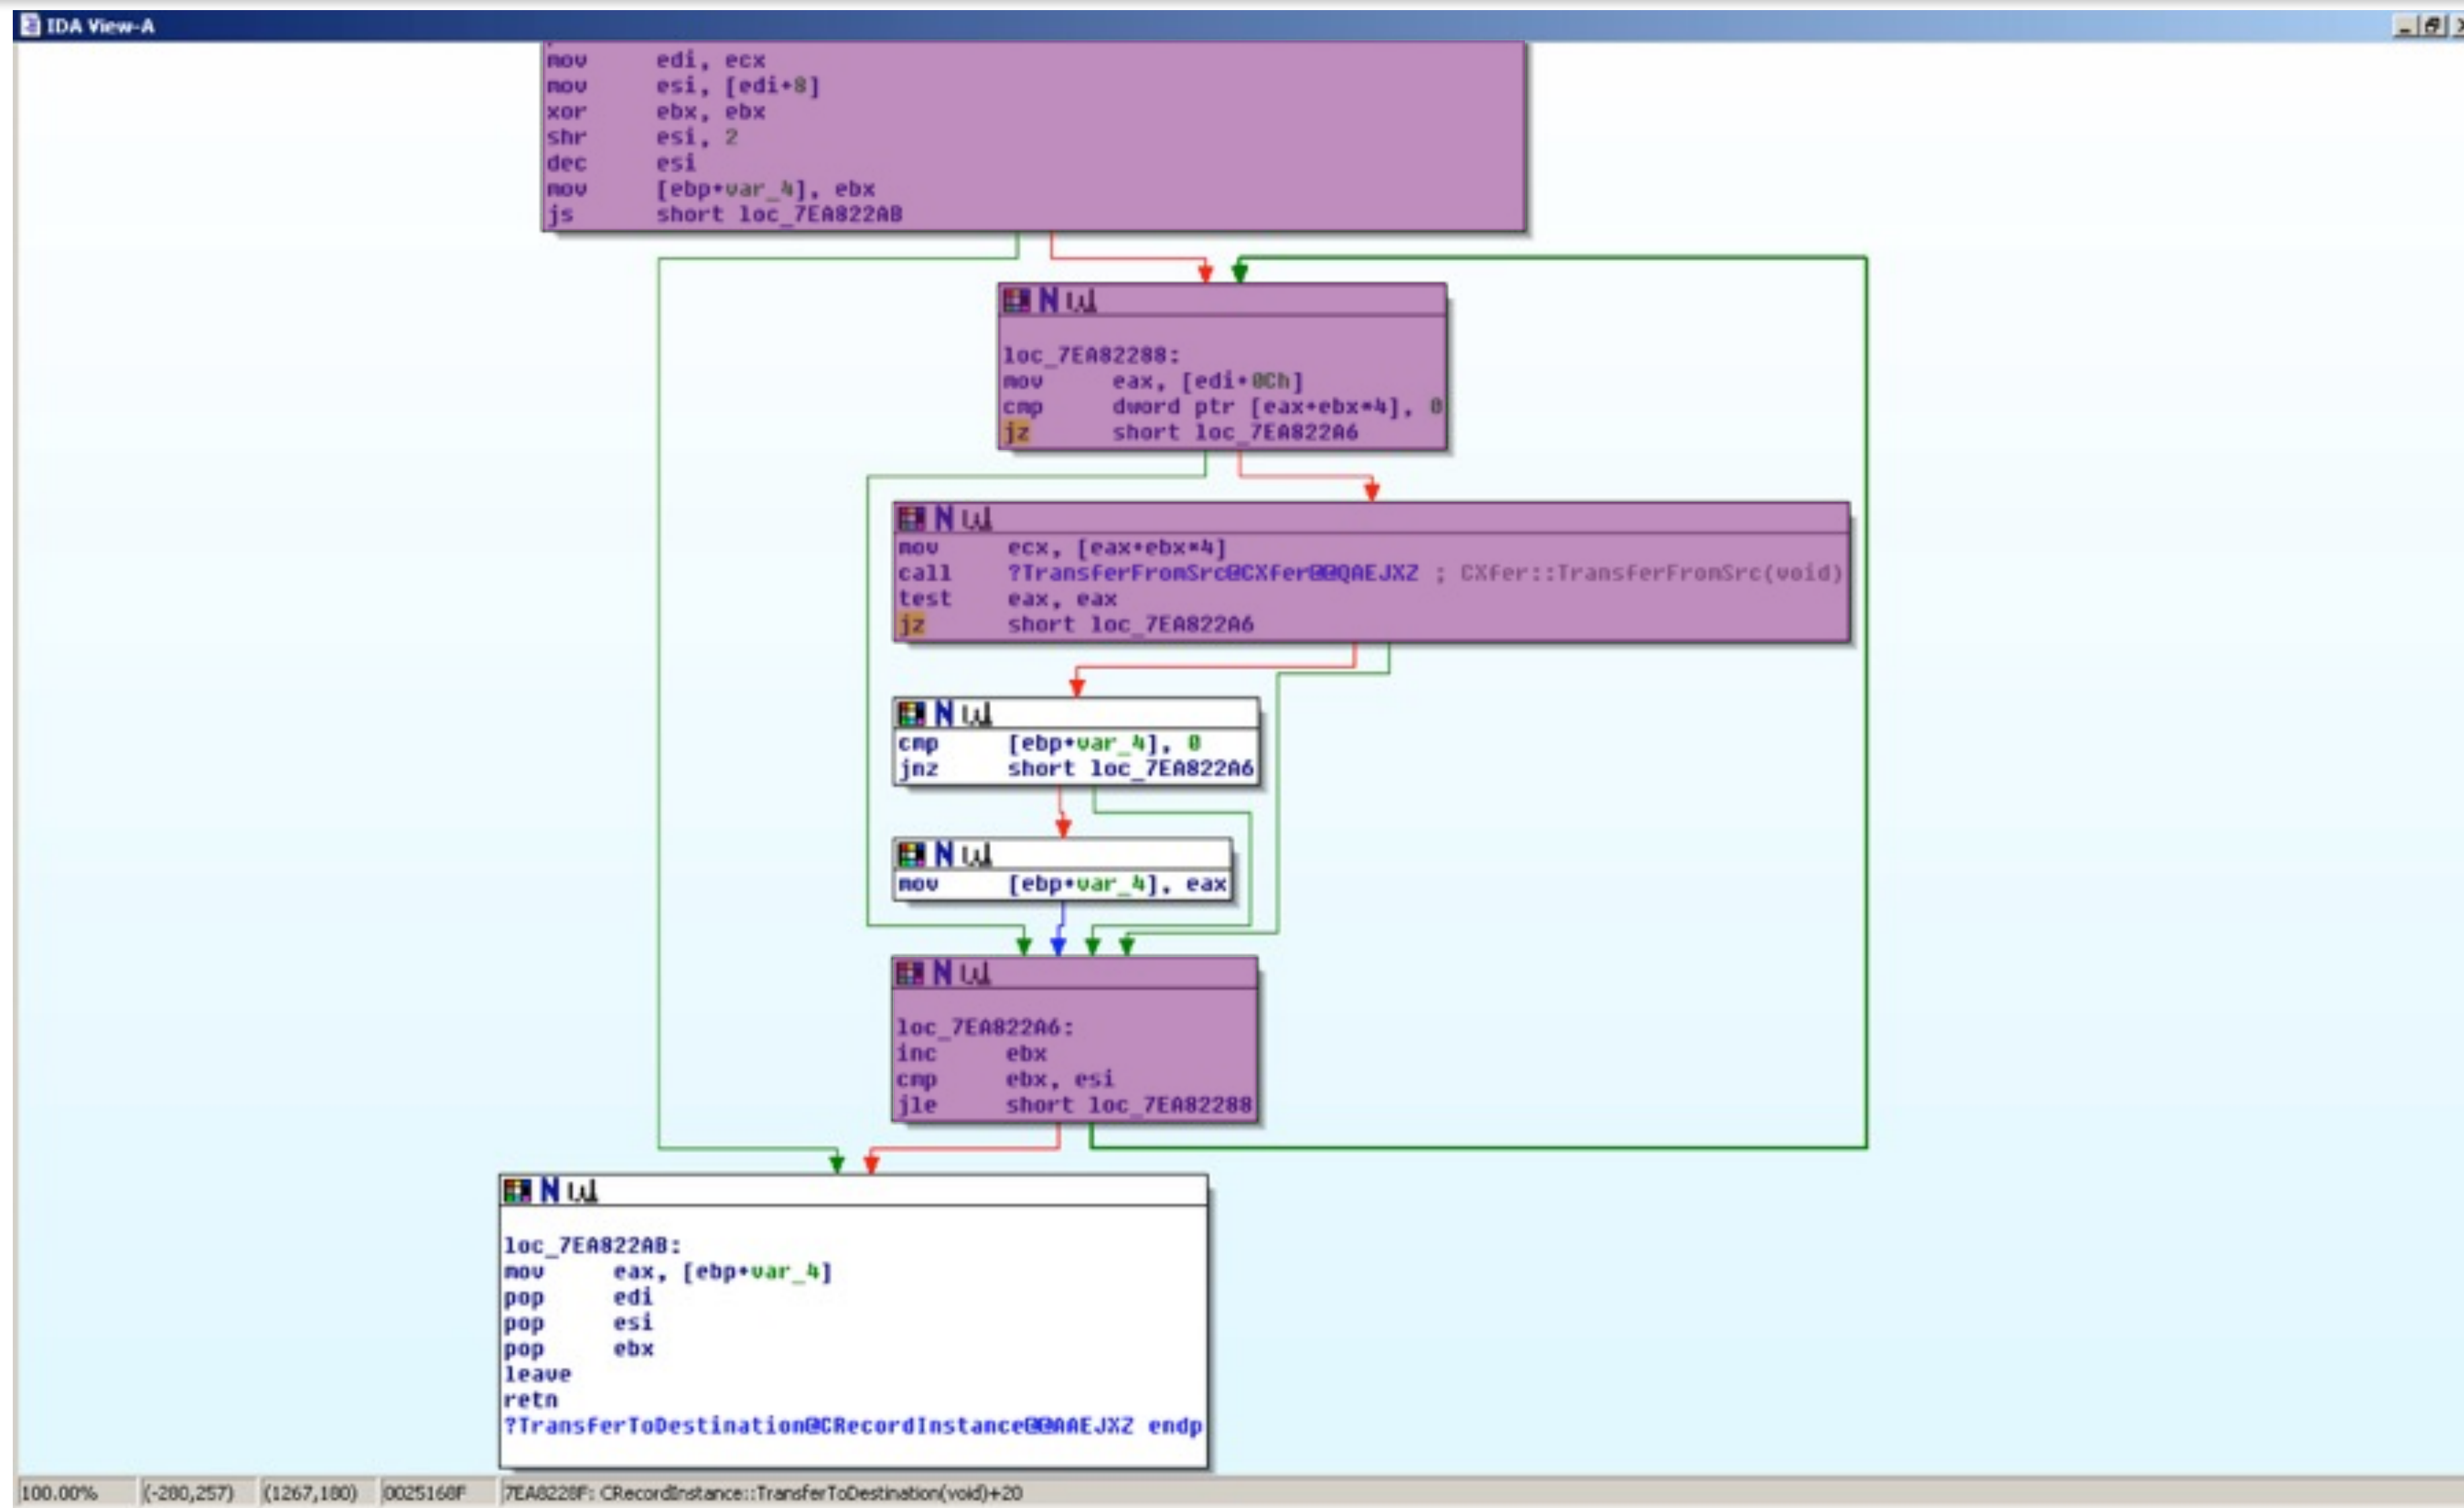 IDA View-A
mov edi, ecx
mov esi, [edi+8]
xor ebx, ebx
shr esi, 2
dec esi
mov [ebp+var_4], ebx
js short loc_7EA822AB
loc_7EA82288:
mov eax, [edi+0Ch]
cmp dword ptr [eax+ebx*4], 0
jz short loc_7EA822A6
mov ecx, [eax+ebx*4]
call ?TransferFromSrc@CXfer@@QAEJXZ ; CXfer::TransferFromSrc(void)
test eax, eax
jz short loc_7EA822A6
cmp [ebp+var_4], 0
jnz short loc_7EA822A6
mov [ebp+var_4], eax
loc_7EA822A6:
inc ebx
cmp ebx, esi
jle short loc_7EA82288
loc_7EA822AB:
mov eax, [ebp+var_4]
pop edi
pop esi
pop ebx
leave
retn
?TransferToDestination@CRecordInstance@@AAEJXZ endp
100.00% (-280,257) (1267,180) 0025168F 7EA8228F: CRecordInstance::TransferToDestination(void)+20